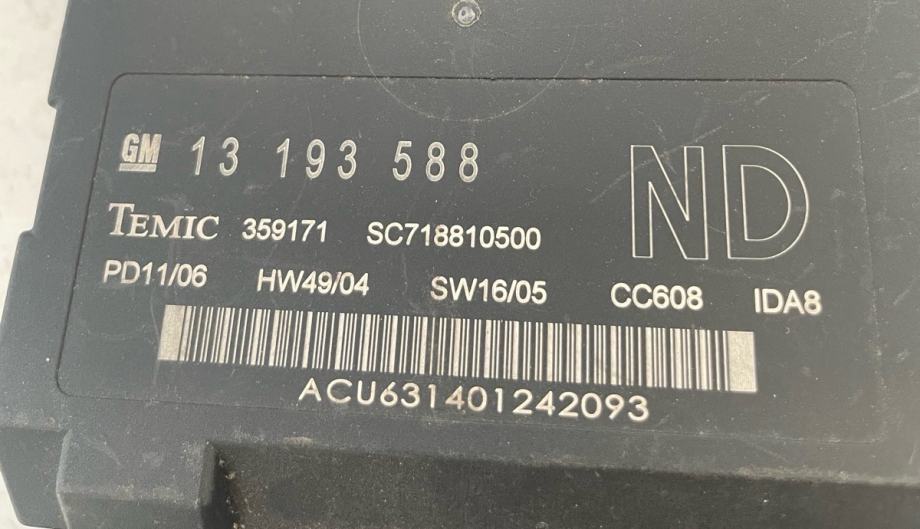 GM 13 193 588 ND
TEMIC 359171 SC718810500
PD11/06 HW49/04 SW16/05 CC608 IDA8
ACU631401242093